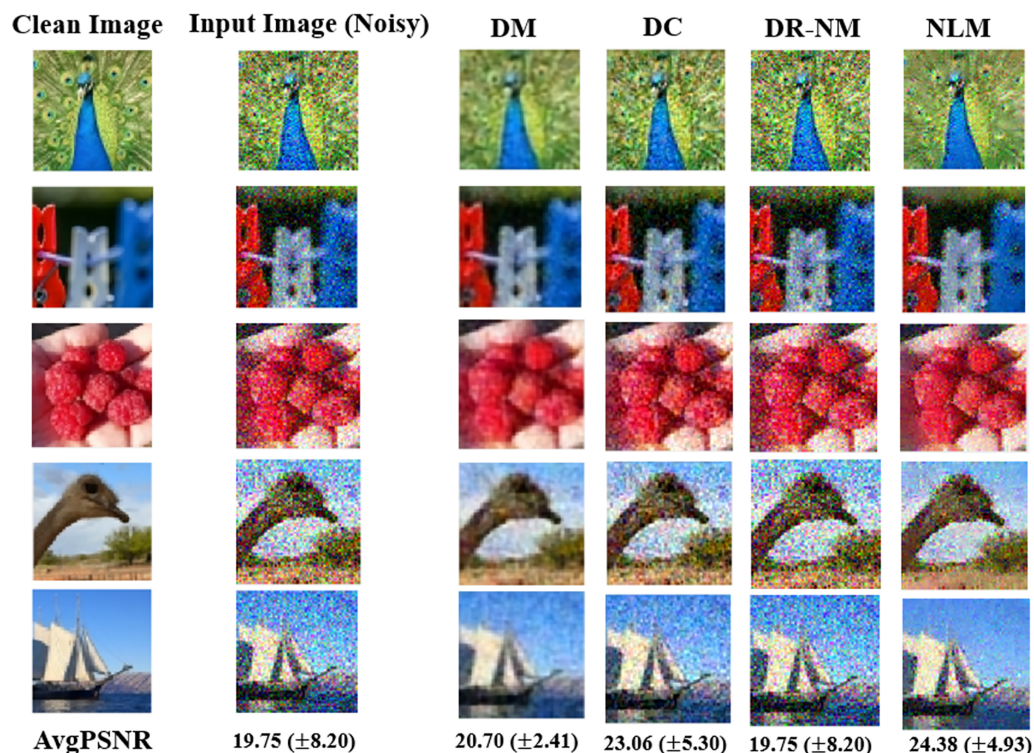 Clean Image Input Image (Noisy) DM DC DR-NM NLM
AvgPSNR 19.75 (±8.20) 20.70 (±2.41) 23.06 (±5.30) 19.75 (±8.20) 24.38 (±4.93)